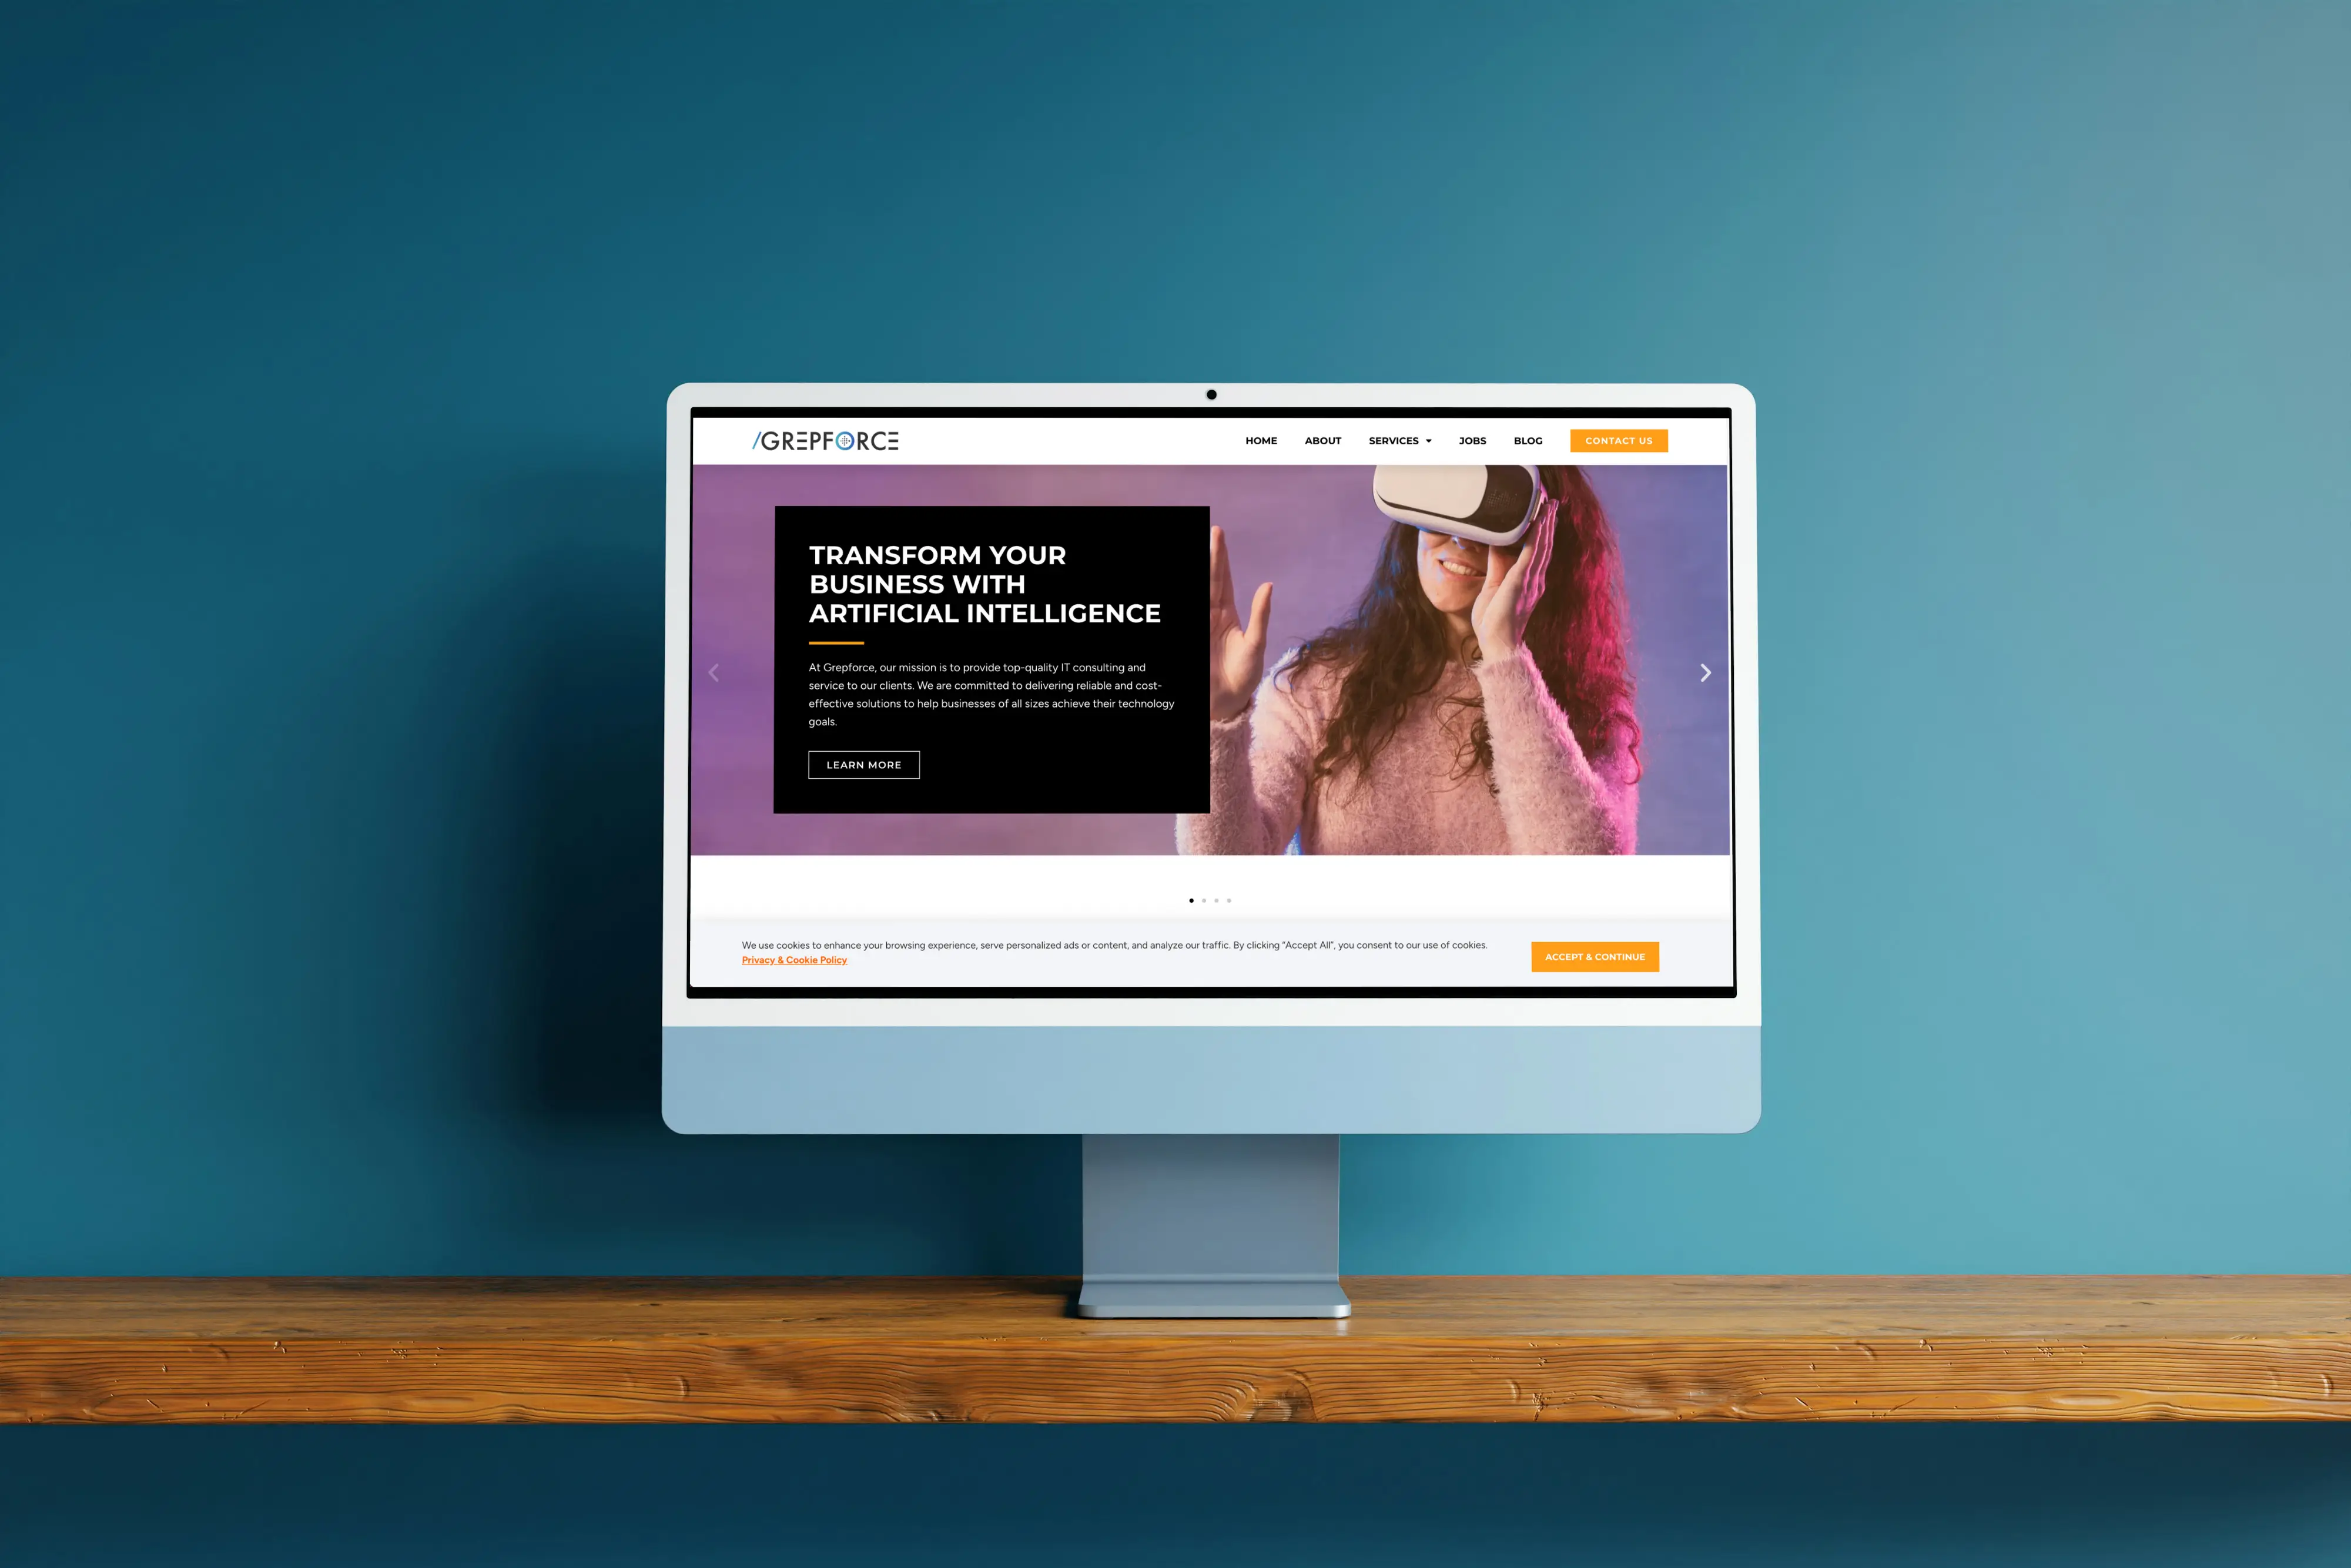 /GREPFORCE
HOME ABOUT SERVICES JOBS BLOG CONTACT US
TRANSFORM YOUR
BUSINESS WITH
ARTIFICIAL INTELLIGENCE
At Grepforce, our mission is to provide top-quality IT consulting and
service to our clients. We are committed to delivering reliable and cost-
effective solutions to help businesses of all sizes achieve their technology
goals.
LEARN MORE
We use cookies to enhance your browsing experience, serve personalized ads or content, and analyze our traffic. By clicking "Accept All", you consent to our use of cookies.
Privacy & Cookie Policy
ACCEPT & CONTINUE